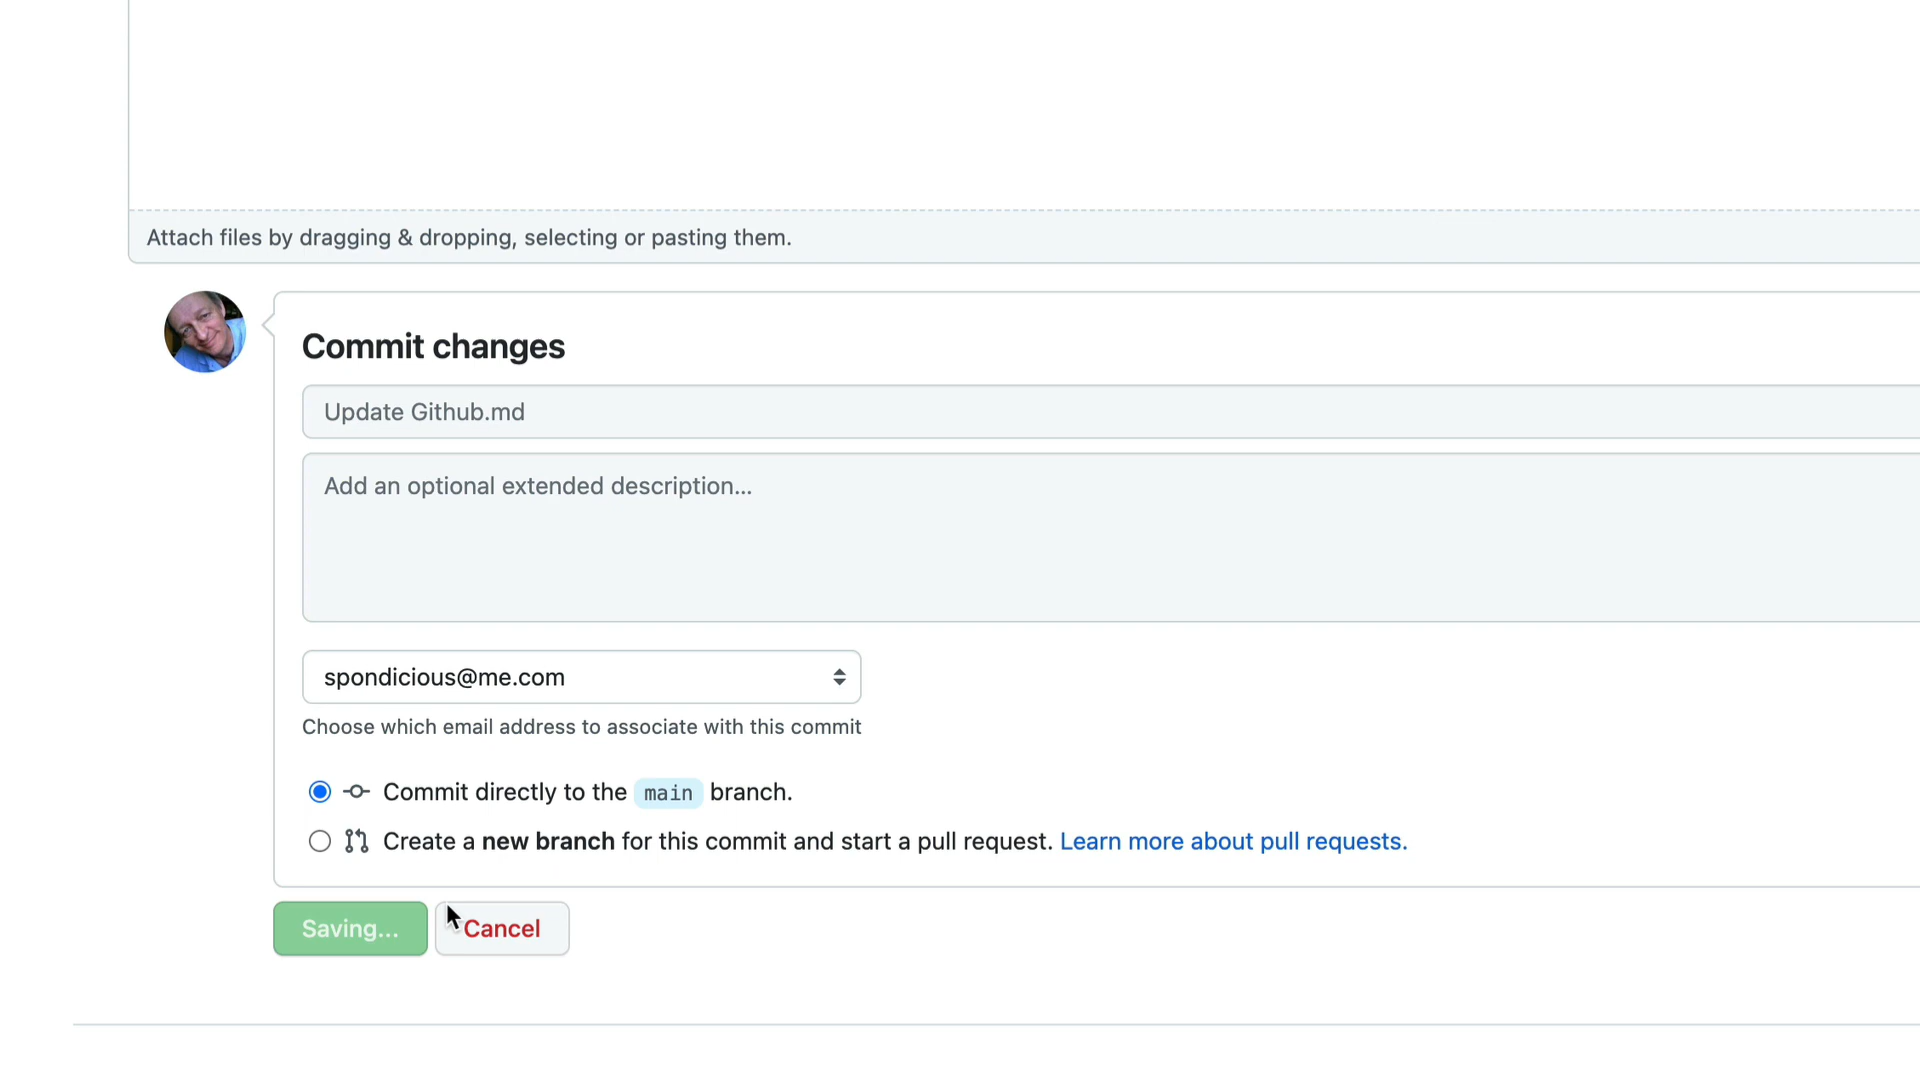 Attach files by dragging & dropping, selecting or pasting them.
Commit changes
Update Github.md
Add an optional extended description...
spondicious@me.com
Choose which email address to associate with this commit
Commit directly to the main branch.
Create a new branch for this commit and start a pull request. Learn more about pull requests.
Saving... Cancel